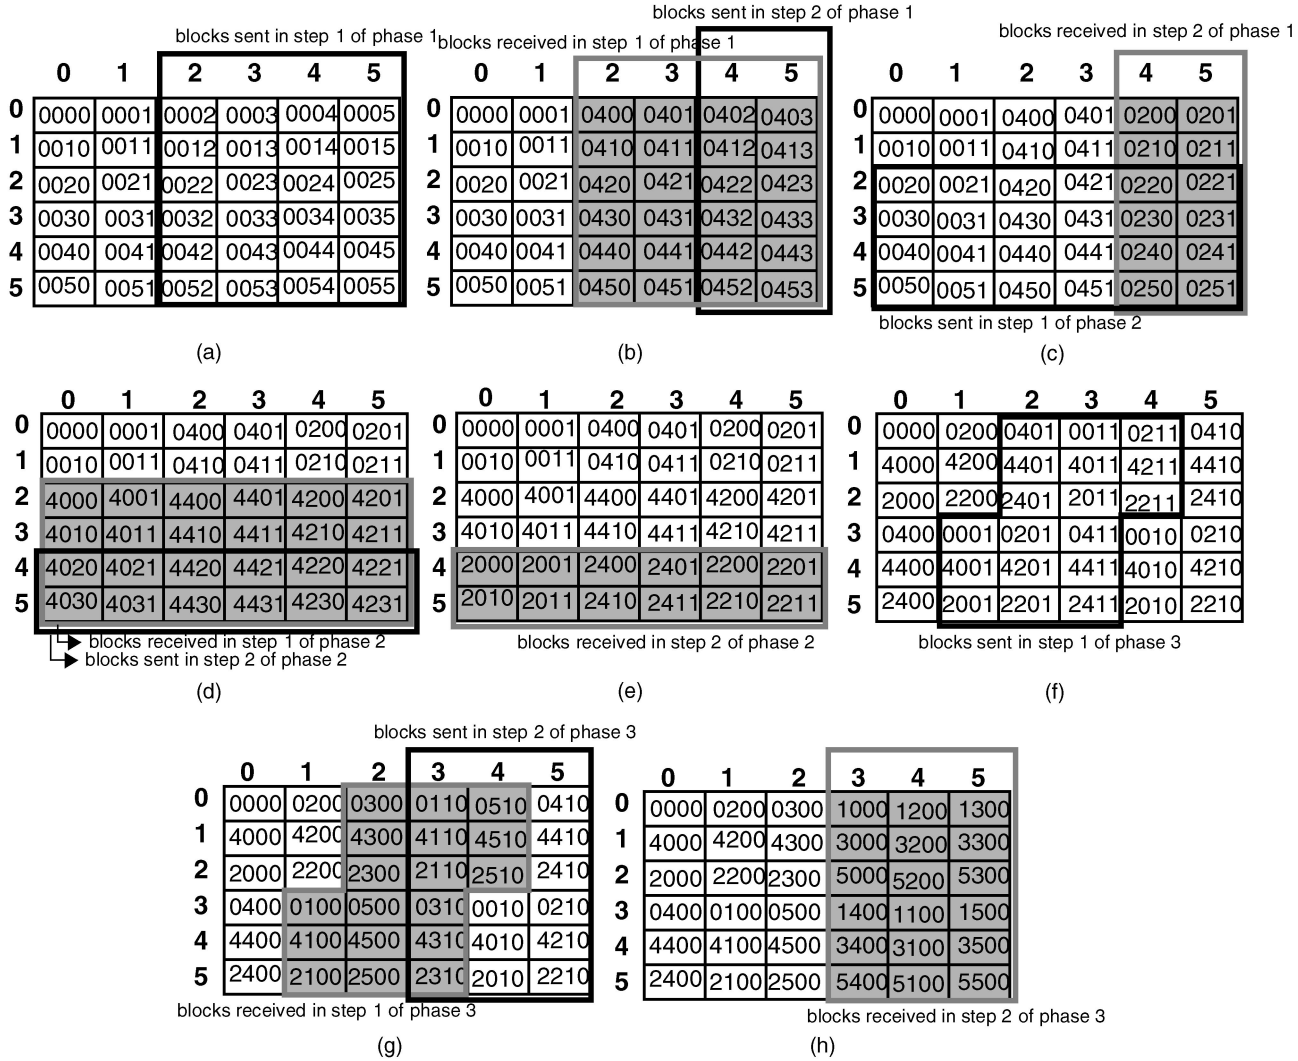 blocks sent in step 2 of phase 1
blocks sent in step 1 of phase 1 blocks received in step 1 of phase 1 blocks received in step 2 of phase 1
0 1 2 3 4 5 0 1 2 3 4 5 0 1 2 3 4 5
0 0000 0001 0002 0003 0004 0005 0 0000 0001 0400 0401 0402 0403 0 0000 0001 0400 0401 0200 0201
1 0010 0011 0012 0013 0014 0015 1 0010 0011 0410 0411 0412 0413 1 0010 0011 0410 0411 0210 0211
2 0020 0021 0022 0023 0024 0025 2 0020 0021 0420 0421 0422 0423 2 0020 0021 0420 0421 0220 0221
3 0030 0031 0032 0033 0034 0035 3 0030 0031 0430 0431 0432 0433 3 0030 0031 0430 0431 0230 0231
4 0040 0041 0042 0043 0044 0045 4 0040 0041 0440 0441 0442 0443 4 0040 0041 0440 0441 0240 0241
5 0050 0051 0052 0053 0054 0055 5 0050 0051 0450 0451 0452 0453 5 0050 0051 0450 0451 0250 0251
blocks sent in step 1 of phase 2
(a) (b) (c)
0 1 2 3 4 5 0 1 2 3 4 5 0 1 2 3 4 5
0 0000 0001 0400 0401 0200 0201 0 0000 0001 0400 0401 0200 0201 0 0000 0200 0401 0011 0211 0410
1 0010 0011 0410 0411 0210 0211 1 0010 0011 0410 0411 0210 0211 1 4000 4200 4401 4011 4211 4410
2 4000 4001 4400 4401 4200 4201 2 4000 4001 4400 4401 4200 4201 2 2000 2200 2401 2011 2211 2410
3 4010 4011 4410 4411 4210 4211 3 4010 4011 4410 4411 4210 4211 3 0400 0001 0201 0411 0010 0210
4 4020 4021 4420 4421 4220 4221 4 2000 2001 2400 2401 2200 2201 4 4400 4001 4201 4411 4010 4210
5 4030 4031 4430 4431 4230 4231 5 2010 2011 2410 2411 2210 2211 5 2400 2001 2201 2411 2010 2210
blocks received in step 1 of phase 2 blocks received in step 2 of phase 2 blocks sent in step 1 of phase 3
blocks sent in step 2 of phase 2
(d) (e) (f)
blocks sent in step 2 of phase 3
0 1 2 3 4 5 0 1 2 3 4 5
0 0000 0200 0300 0110 0510 0410 0 0000 0200 0300 1000 1200 1300
1 4000 4200 4300 4110 4510 4410 1 4000 4200 4300 3000 3200 3300
2 2000 2200 2300 2110 2510 2410 2 2000 2200 2300 5000 5200 5300
3 0400 0100 0500 0310 0010 0210 3 0400 0100 0500 1400 1100 1500
4 4400 4100 4500 4310 4010 4210 4 4400 4100 4500 3400 3100 3500
5 2400 2100 2500 2310 2010 2210 5 2400 2100 2500 5400 5100 5500
blocks received in step 1 of phase 3 blocks received in step 2 of phase 3
(g) (h)